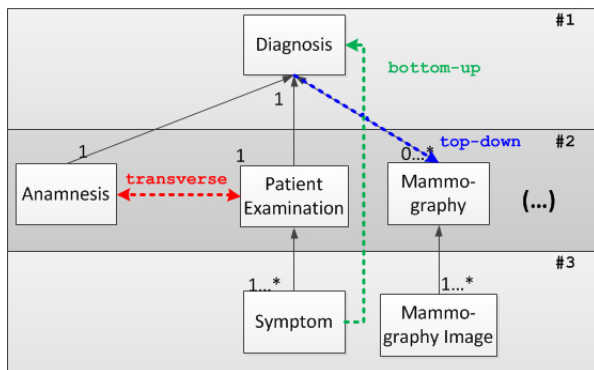 #1
Diagnosis
bottom-up
1
#2
top-down
1
1
0...*
Anamnesis
transverse
Patient
Examination
Mammo-
graphy
(...)
#3
1...*
1...*
Symptom
Mammo-
graphy Image